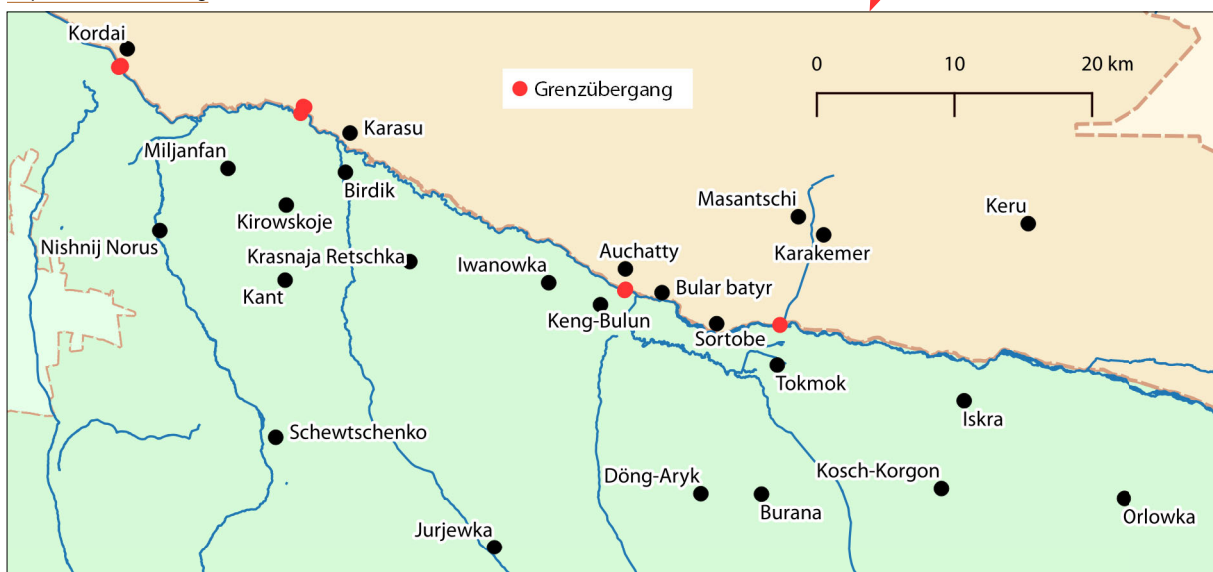 Kordai
0 10 20 km
Grenzübergang
Karasu
Miljanfan
Birdik
Masantschi
Keru
Kirowskoje
Nishnij Norus
Krasnaja Retschka
Auchatty
Karakemer
Iwanowka
Kant
Bular batyr
Keng-Bulun
Sortobe
Tokmok
Iskra
Schewtschenko
Döng-Aryk
Kosch-Korgon
Burana
Orlowka
Jurjewka